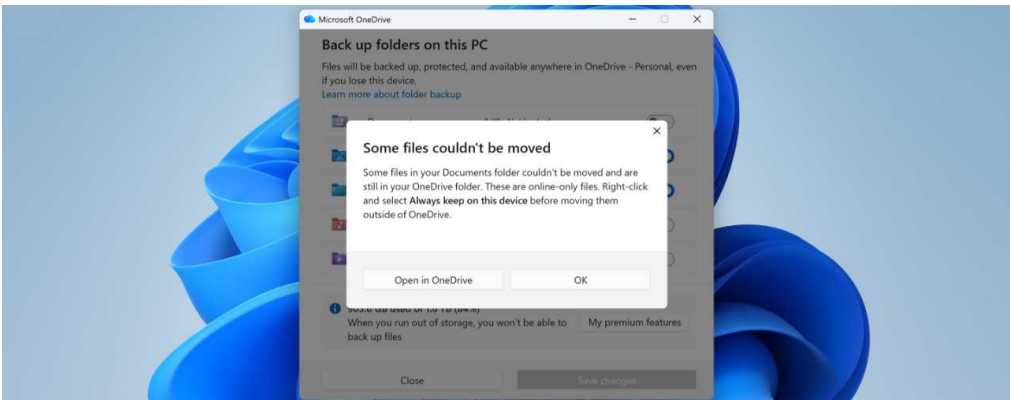 Microsoft OneDrive
Back up folders on this PC
Files will be backed up, protected, and available anywhere in OneDrive - Personal, even
if you lose this device.
Learn more about folder backup
Some files couldn't be moved
Some files in your Documents folder couldn't be moved and are
still in your OneDrive folder. These are online-only files. Right-click
and select Always keep on this device before moving them
outside of OneDrive.
Open in OneDrive
OK
used of 1.0 TB
When you run out of storage, you won't be able to
back up files
My premium features
Close
Save changes